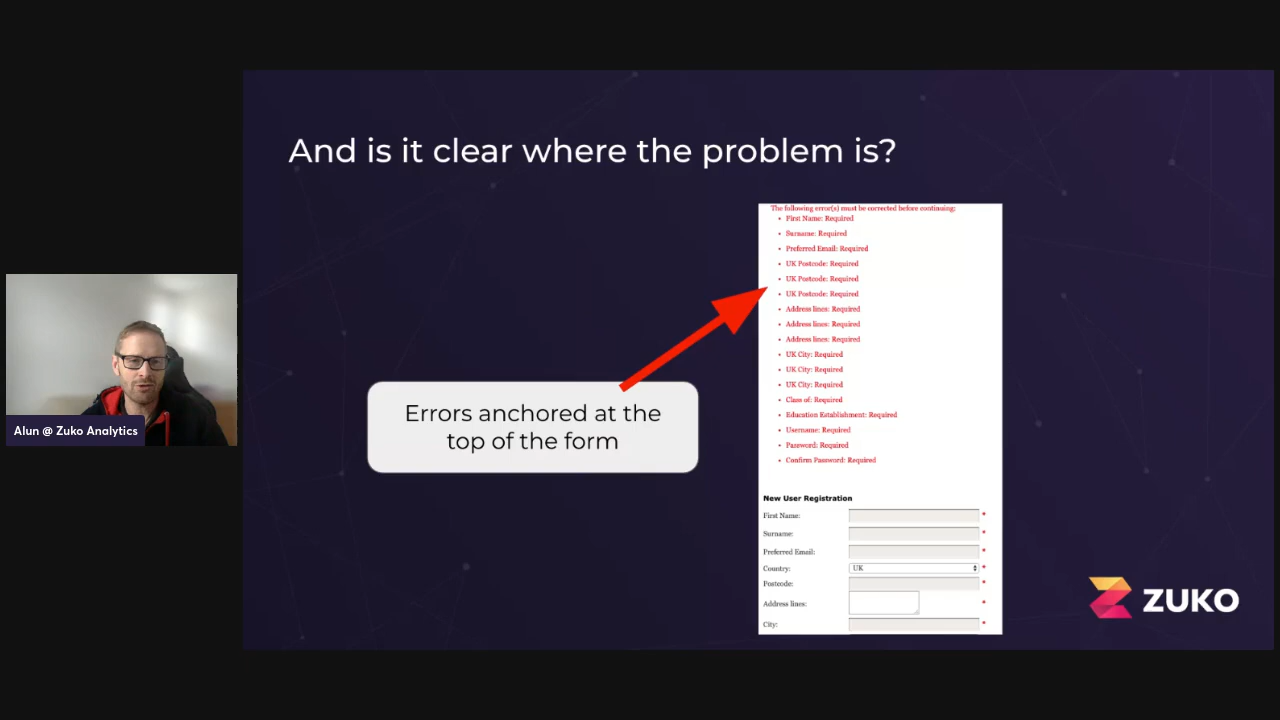 And is it clear where the problem is?
The following error(s) must be corrected before continuing:
• First Name: Required
• Surname: Required
• Preferred Email: Required
• UK Postcode: Required
• UK Postcode: Required
• UK Postcode: Required
• Address lines: Required
• Address lines: Required
• Address lines: Required
• UK City: Required
• UK City: Required
• UK City: Required
• Class of: Required
• Education Establishment: Required
• Username: Required
• Password: Required
• Confirm Password: Required
Errors anchored at the
top of the form
New User Registration
First Name: *
Surname: *
Preferred Email: *
Country: UK *
Postcode: *
Address lines: *
City: *
Alun @ Zuko Analytics
ZUKO